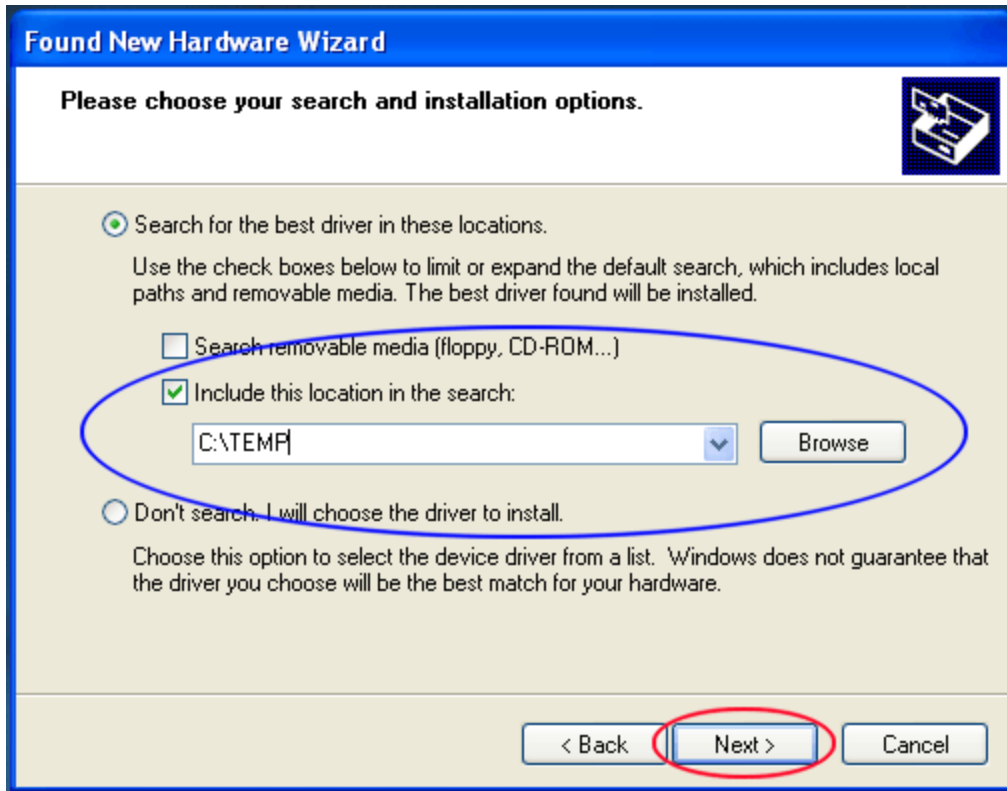 Found New Hardware Wizard
Please choose your search and installation options.
Search for the best driver in these locations.
Use the check boxes below to limit or expand the default search, which includes local
paths and removable media. The best driver found will be installed.
Search removable media (floppy, CD-ROM...)
Include this location in the search:
C:\TEMP
Browse
Don't search. I will choose the driver to install.
Choose this option to select the device driver from a list. Windows does not guarantee that
the driver you choose will be the best match for your hardware.
< Back Next > Cancel